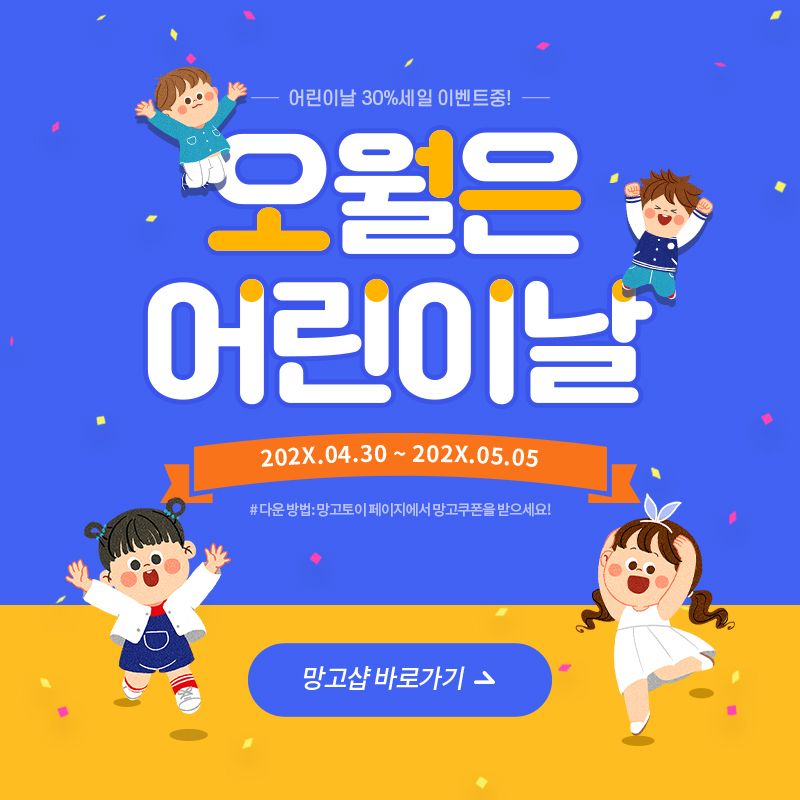 어린이날 30%세일 이벤트중!
오월은
어린이날
202X.04.30 ~ 202X.05.05
# 다운 방법: 망고토이 페이지에서 망고쿠폰을 받으세요!
망고샵 바로가기